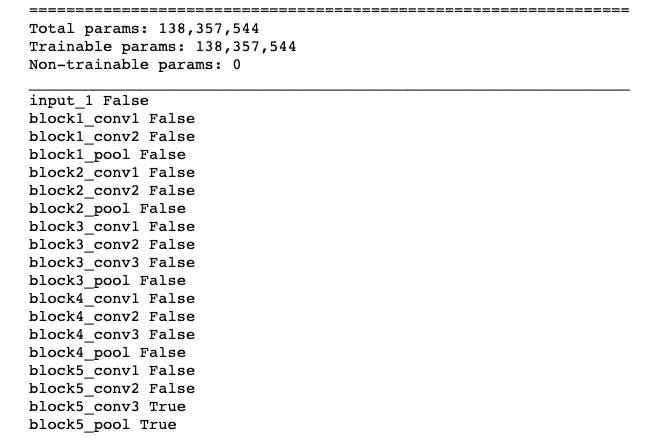 =================================================================
Total params: 138,357,544
Trainable params: 138,357,544
Non-trainable params: 0
_________________________________________________________________
input_1 False
block1_conv1 False
block1_conv2 False
block1_pool False
block2_conv1 False
block2_conv2 False
block2_pool False
block3_conv1 False
block3_conv2 False
block3_conv3 False
block3_pool False
block4_conv1 False
block4_conv2 False
block4_conv3 False
block4_pool False
block5_conv1 False
block5_conv2 False
block5_conv3 True
block5_pool True